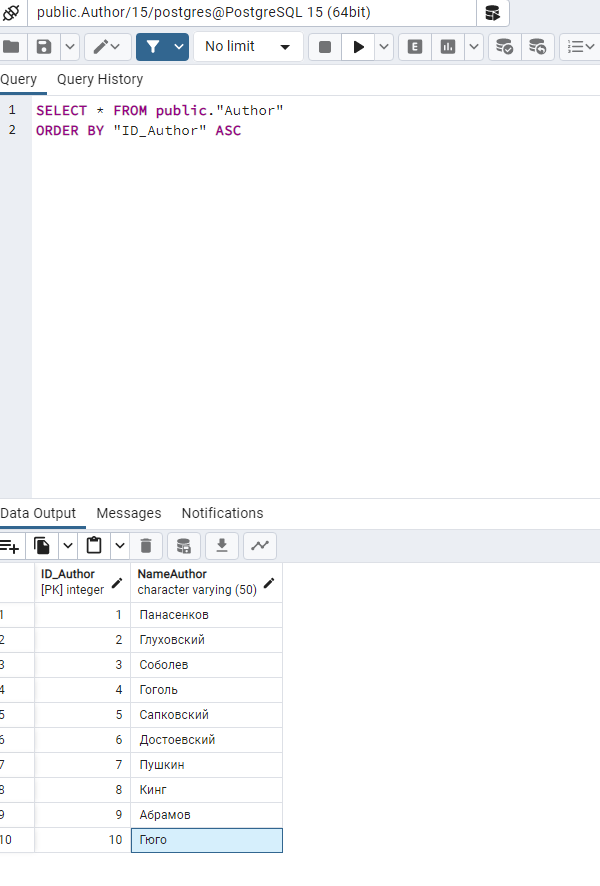 public.Author/15/postgres@PostgreSQL 15 (64bit)
No limit
E
Query Query History
1 SELECT * FROM public."Author"
2 ORDER BY "ID_Author" ASC
Data Output Messages Notifications
ID_Author NameAuthor
[PK] integer character varying (50)
1 1 Панасенков
2 2 Глуховский
3 3 Соболев
4 4 Гоголь
5 5 Сапковский
6 6 Достоевский
7 7 Пушкин
8 8 Кинг
9 9 Абрамов
10 10 Гюго